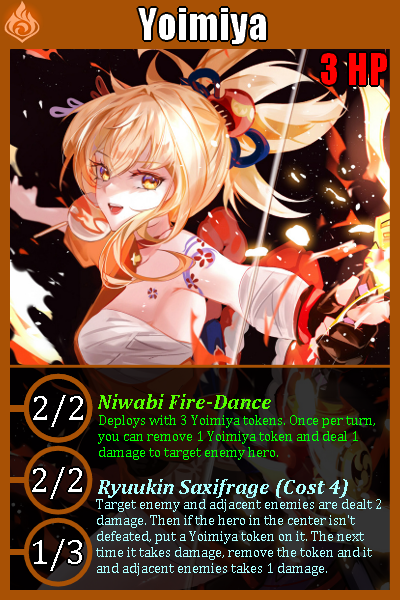 Yoimiya
3 HP
2/2
Niwabi Fire-Dance
Deploys with 3 Yoimiya tokens. Once per turn,
you can remove 1 Yoimiya token and deal 1
damage to target enemy hero.
2/2
Ryuukin Saxifrage (Cost 4)
Target enemy and adjacent enemies are dealt 2
damage. Then if the hero in the center isn't
defeated, put a Yoimiya token on it. The next
time it takes damage, remove the token and it
and adjacent enemies takes 1 damage.
1/3